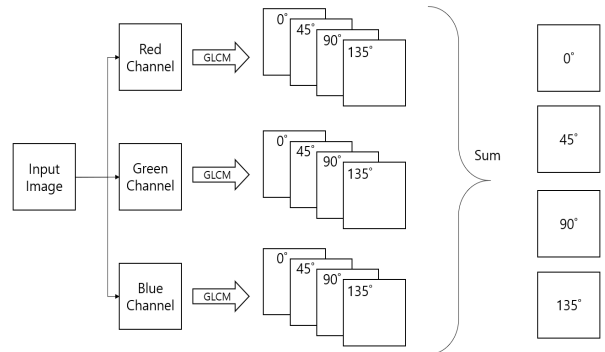 Input
Image
Red
Channel
GLCM
0°
45°
90°
135°
Green
Channel
GLCM
0°
45°
90°
135°
Blue
Channel
GLCM
0°
45°
90°
135°
Sum
0°
45°
90°
135°